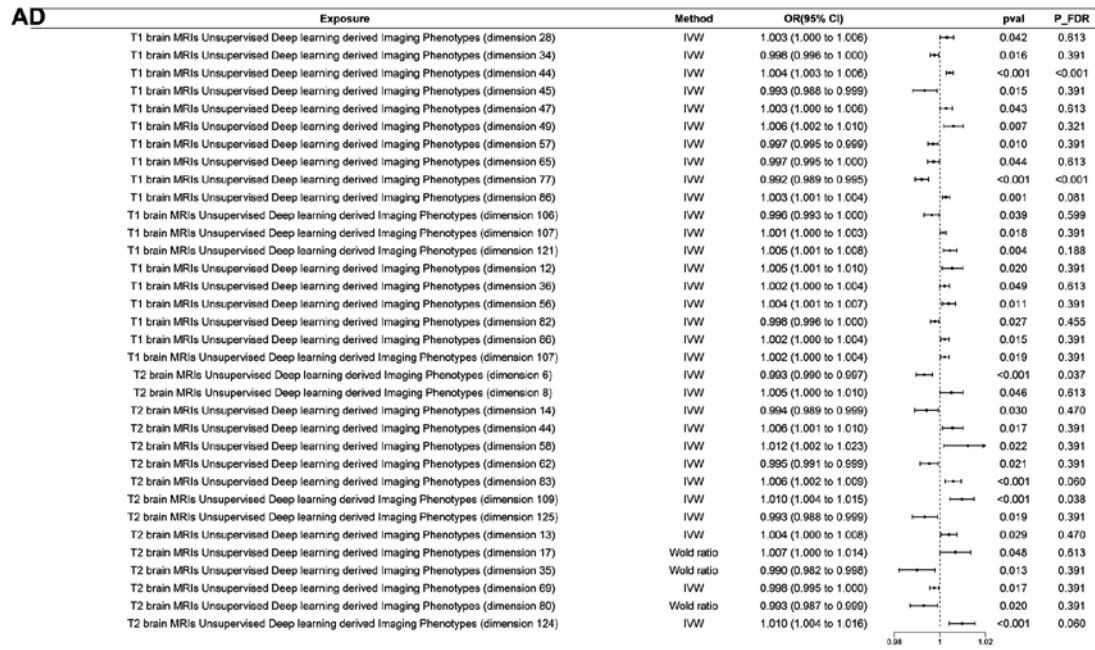 AD
Exposure Method OR(95% CI) pval P_FDR
T1 brain MRIs Unsupervised Deep learning derived Imaging Phenotypes (dimension 28) IVW 1.003 (1.000 to 1.006) 0.042 0.613
T1 brain MRIs Unsupervised Deep learning derived Imaging Phenotypes (dimension 34) IVW 0.998 (0.996 to 1.000) 0.016 0.391
T1 brain MRIs Unsupervised Deep learning derived Imaging Phenotypes (dimension 44) IVW 1.004 (1.003 to 1.006) <0.001 <0.001
T1 brain MRIs Unsupervised Deep learning derived Imaging Phenotypes (dimension 45) IVW 0.993 (0.988 to 0.999) 0.015 0.391
T1 brain MRIs Unsupervised Deep learning derived Imaging Phenotypes (dimension 47) IVW 1.003 (1.000 to 1.006) 0.043 0.613
T1 brain MRIs Unsupervised Deep learning derived Imaging Phenotypes (dimension 49) IVW 1.006 (1.002 to 1.010) 0.007 0.321
T1 brain MRIs Unsupervised Deep learning derived Imaging Phenotypes (dimension 57) IVW 0.997 (0.995 to 0.999) 0.010 0.391
T1 brain MRIs Unsupervised Deep learning derived Imaging Phenotypes (dimension 65) IVW 0.997 (0.995 to 1.000) 0.044 0.613
T1 brain MRIs Unsupervised Deep learning derived Imaging Phenotypes (dimension 77) IVW 0.992 (0.989 to 0.995) <0.001 <0.001
T1 brain MRIs Unsupervised Deep learning derived Imaging Phenotypes (dimension 86) IVW 1.003 (1.001 to 1.004) 0.001 0.081
T1 brain MRIs Unsupervised Deep learning derived Imaging Phenotypes (dimension 106) IVW 0.996 (0.993 to 1.000) 0.039 0.599
T1 brain MRIs Unsupervised Deep learning derived Imaging Phenotypes (dimension 107) IVW 1.001 (1.000 to 1.003) 0.018 0.391
T1 brain MRIs Unsupervised Deep learning derived Imaging Phenotypes (dimension 121) IVW 1.005 (1.001 to 1.008) 0.004 0.188
T1 brain MRIs Unsupervised Deep learning derived Imaging Phenotypes (dimension 12) IVW 1.005 (1.001 to 1.010) 0.020 0.391
T1 brain MRIs Unsupervised Deep learning derived Imaging Phenotypes (dimension 36) IVW 1.002 (1.000 to 1.004) 0.049 0.613
T1 brain MRIs Unsupervised Deep learning derived Imaging Phenotypes (dimension 56) IVW 1.004 (1.001 to 1.007) 0.011 0.391
T1 brain MRIs Unsupervised Deep learning derived Imaging Phenotypes (dimension 82) IVW 0.998 (0.996 to 1.000) 0.027 0.455
T1 brain MRIs Unsupervised Deep learning derived Imaging Phenotypes (dimension 86) IVW 1.002 (1.000 to 1.004) 0.015 0.391
T1 brain MRIs Unsupervised Deep learning derived Imaging Phenotypes (dimension 107) IVW 1.002 (1.000 to 1.004) 0.019 0.391
T2 brain MRIs Unsupervised Deep learning derived Imaging Phenotypes (dimension 6) IVW 0.993 (0.990 to 0.997) <0.001 0.037
T2 brain MRIs Unsupervised Deep learning derived Imaging Phenotypes (dimension 8) IVW 1.005 (1.000 to 1.010) 0.046 0.613
T2 brain MRIs Unsupervised Deep learning derived Imaging Phenotypes (dimension 14) IVW 0.994 (0.989 to 0.999) 0.030 0.470
T2 brain MRIs Unsupervised Deep learning derived Imaging Phenotypes (dimension 44) IVW 1.006 (1.001 to 1.010) 0.017 0.391
T2 brain MRIs Unsupervised Deep learning derived Imaging Phenotypes (dimension 58) IVW 1.012 (1.002 to 1.023) 0.022 0.391
T2 brain MRIs Unsupervised Deep learning derived Imaging Phenotypes (dimension 62) IVW 0.995 (0.991 to 0.999) 0.021 0.391
T2 brain MRIs Unsupervised Deep learning derived Imaging Phenotypes (dimension 83) IVW 1.006 (1.002 to 1.009) <0.001 0.060
T2 brain MRIs Unsupervised Deep learning derived Imaging Phenotypes (dimension 109) IVW 1.010 (1.004 to 1.015) <0.001 0.038
T2 brain MRIs Unsupervised Deep learning derived Imaging Phenotypes (dimension 125) IVW 0.993 (0.988 to 0.999) 0.019 0.391
T2 brain MRIs Unsupervised Deep learning derived Imaging Phenotypes (dimension 13) IVW 1.004 (1.000 to 1.008) 0.029 0.470
T2 brain MRIs Unsupervised Deep learning derived Imaging Phenotypes (dimension 17) Wold ratio 1.007 (1.000 to 1.014) 0.048 0.613
T2 brain MRIs Unsupervised Deep learning derived Imaging Phenotypes (dimension 35) Wold ratio 0.990 (0.982 to 0.998) 0.013 0.391
T2 brain MRIs Unsupervised Deep learning derived Imaging Phenotypes (dimension 69) IVW 0.998 (0.995 to 1.000) 0.017 0.391
T2 brain MRIs Unsupervised Deep learning derived Imaging Phenotypes (dimension 80) Wold ratio 0.993 (0.987 to 0.999) 0.020 0.391
T2 brain MRIs Unsupervised Deep learning derived Imaging Phenotypes (dimension 124) IVW 1.010 (1.004 to 1.016) <0.001 0.060
0.98 1 1.02